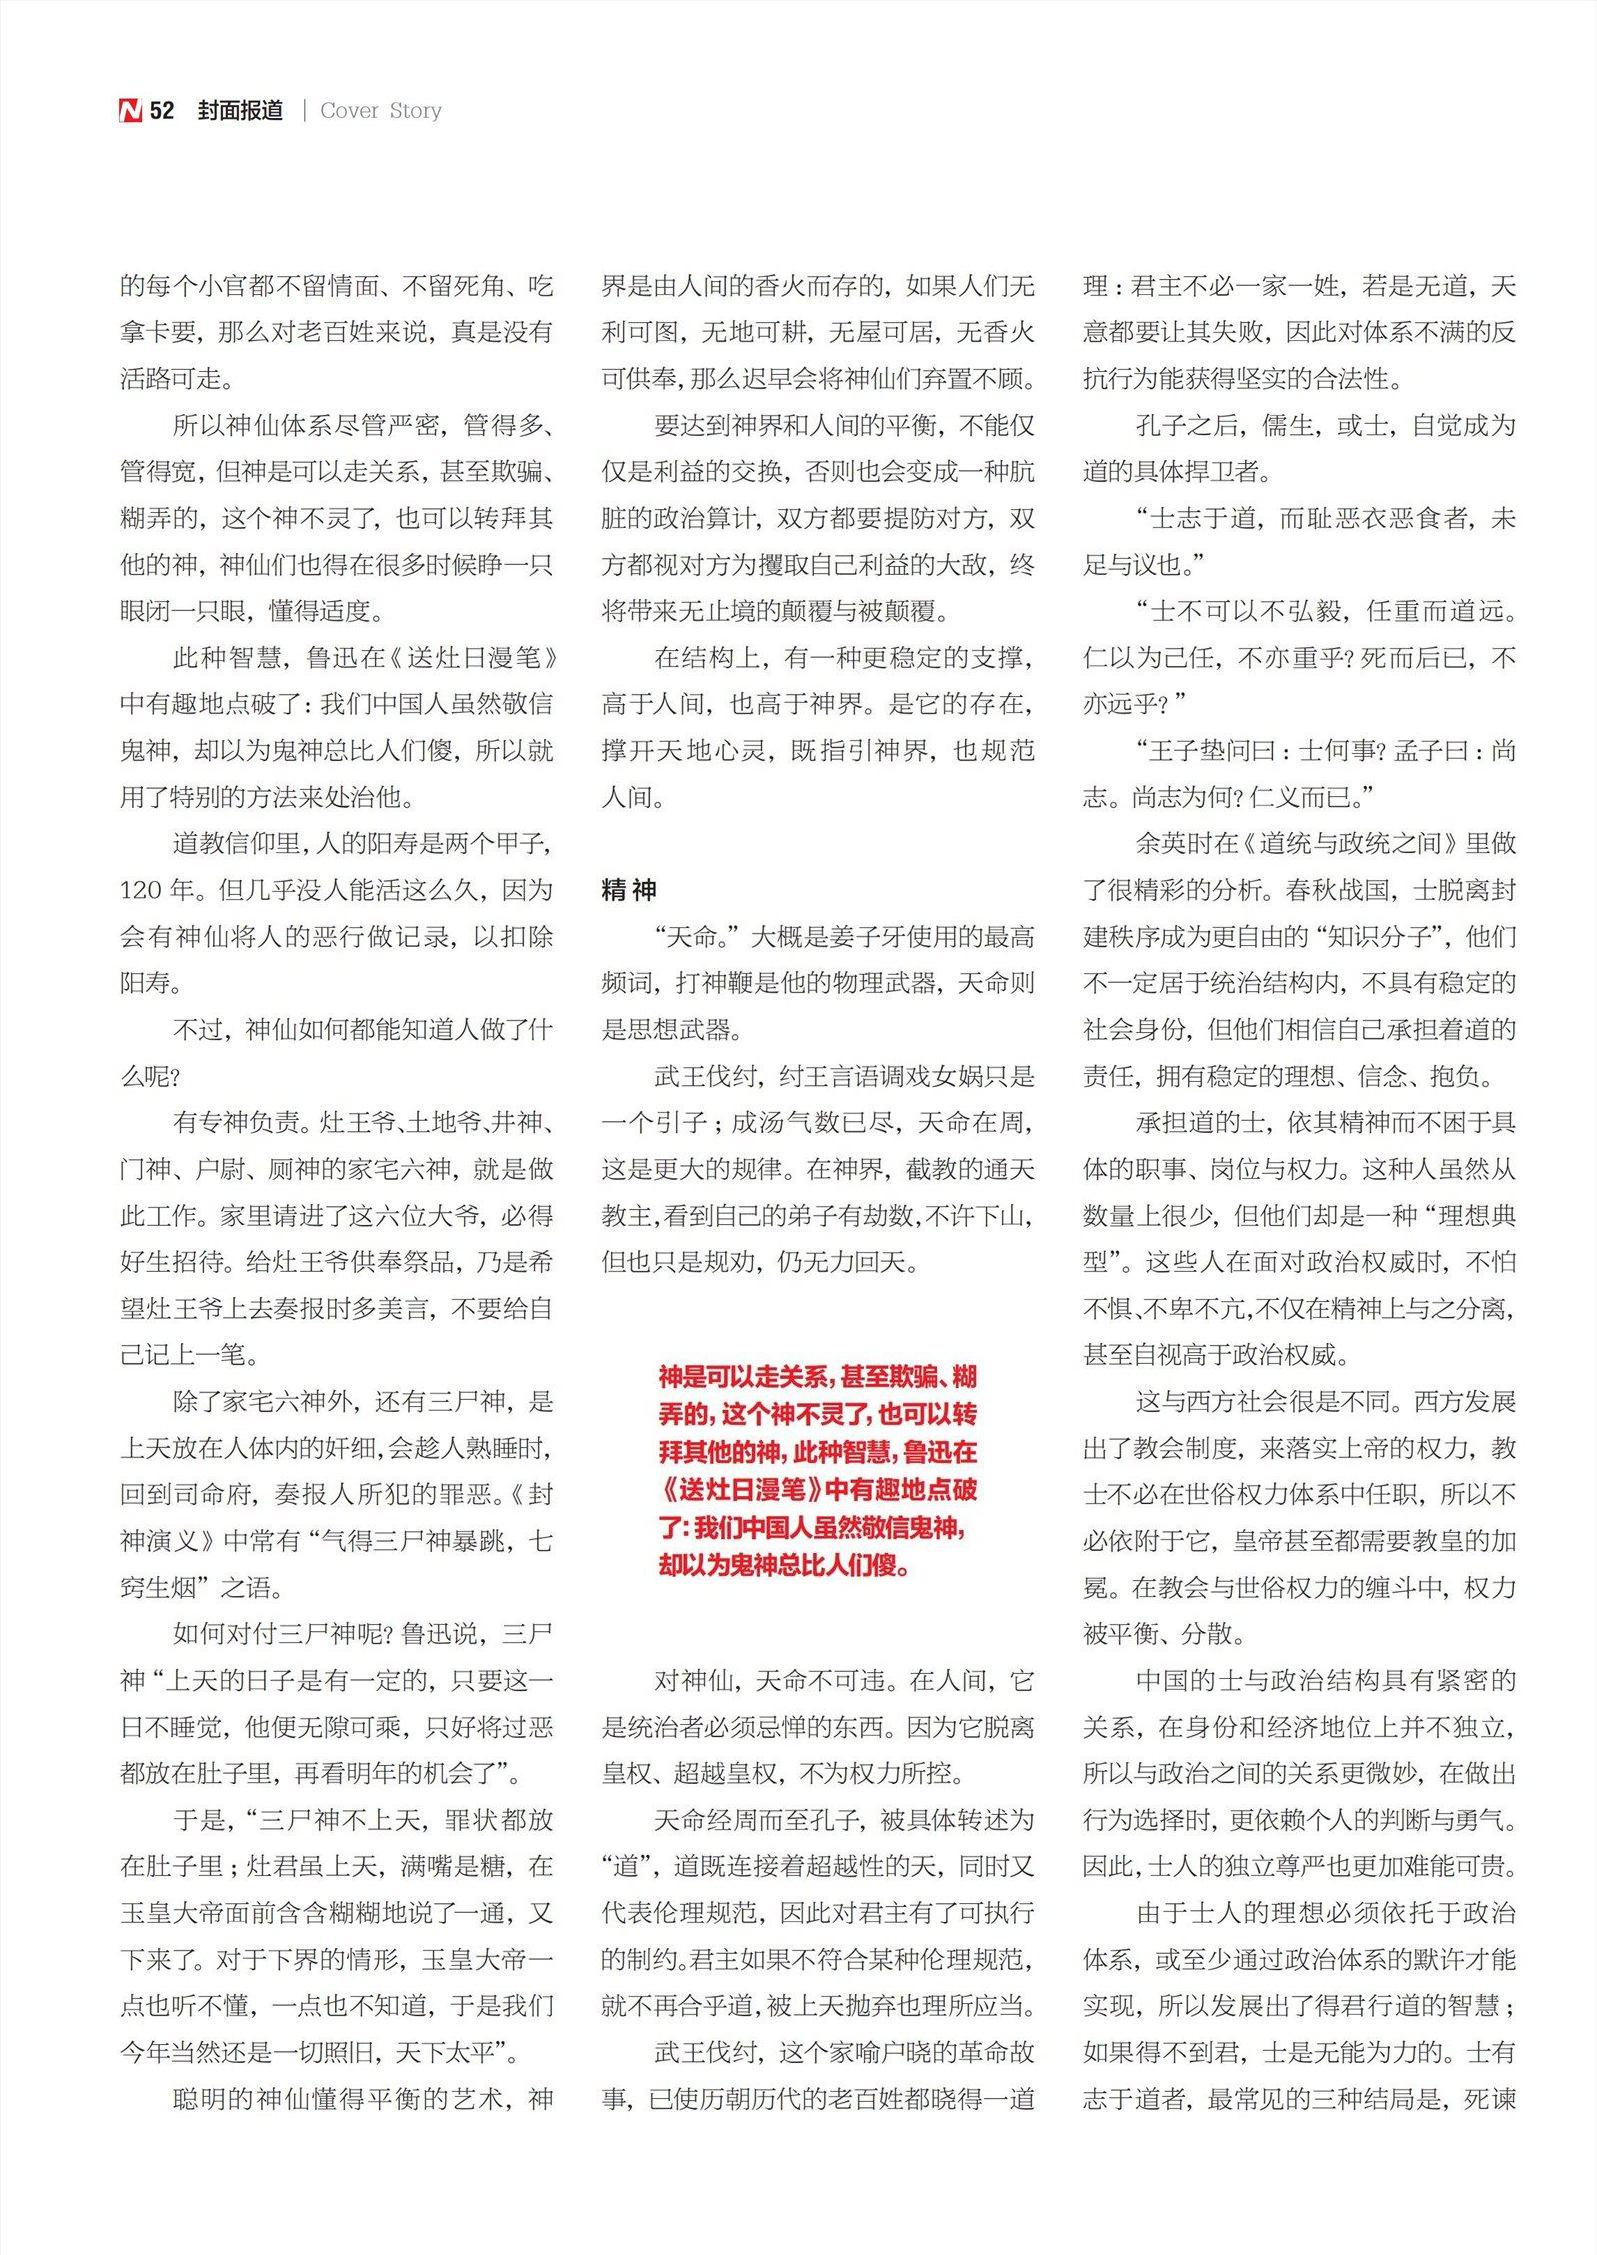 N 52 封面报道 | Cover Story
的每个小官都不留情面、不留死角、吃
拿卡要，那么对老百姓来说，真是没有
活路可走。
所以神仙体系尽管严密，管得多、
管得宽，但神是可以走关系，甚至欺骗、
糊弄的，这个神不灵了，也可以转拜其
他的神，神仙们也得在很多时候睁一只
眼闭一只眼，懂得适度。
此种智慧，鲁迅在《送灶日漫笔》
中有趣地点破了：我们中国人虽然敬信
鬼神，却以为鬼神总比人们傻，所以就
用了特别的方法来处治他。
道教信仰里，人的阳寿是两个甲子，
120 年。但几乎没人能活这么久，因为
会有神仙将人的恶行做记录，以扣除
阳寿。
不过，神仙如何都能知道人做了什
么呢？
有专神负责。灶王爷、土地爷、井神、
门神、户尉、厕神的家宅六神，就是做
此工作。家里请进了这六位大爷，必得
好生招待。给灶王爷供奉祭品，乃是希
望灶王爷上去奏报时多美言，不要给自
己记上一笔。
除了家宅六神外，还有三尸神，是
上天放在人体内的奸细，会趁人熟睡时，
回到司命府，奏报人所犯的罪恶。《封
神演义》中常有“气得三尸神暴跳，七
窍生烟”之语。
如何对付三尸神呢？鲁迅说，三尸
神“上天的日子是有一定的，只要这一
日不睡觉，他便无隙可乘，只好将过恶
都放在肚子里，再看明年的机会了”。
于是，“三尸神不上天，罪状都放
在肚子里；灶君虽上天，满嘴是糖，在
玉皇大帝面前含含糊糊地说了一通，又
下来了。对于下界的情形，玉皇大帝一
点也听不懂，一点也不知道，于是我们
今年当然还是一切照旧，天下太平”。
聪明的神仙懂得平衡的艺术，神
界是由人间的香火而存的，如果人们无
利可图，无地可耕，无屋可居，无香火
可供奉，那么迟早会将神仙们弃置不顾。
要达到神界和人间的平衡，不能仅
仅是利益的交换，否则也会变成一种肮
脏的政治算计，双方都要提防对方，双
方都视对方为攫取自己利益的大敌，终
将带来无止境的颠覆与被颠覆。
在结构上，有一种更稳定的支撑，
高于人间，也高于神界。是它的存在，
撑开天地心灵，既指引神界，也规范
人间。
精神
“天命。”大概是姜子牙使用的最高
频词，打神鞭是他的物理武器，天命则
是思想武器。
武王伐纣，纣王言语调戏女娲只是
一个引子；成汤气数已尽，天命在周，
这是更大的规律。在神界，截教的通天
教主，看到自己的弟子有劫数，不许下山，
但也只是规劝，仍无力回天。
神是可以走关系，甚至欺骗、糊
弄的，这个神不灵了，也可以转
拜其他的神，此种智慧，鲁迅在
《送灶日漫笔》中有趣地点破
了：我们中国人虽然敬信鬼神，
却以为鬼神总比人们傻。
对神仙，天命不可违。在人间，它
是统治者必须忌惮的东西。因为它脱离
皇权、超越皇权，不为权力所控。
天命经周而至孔子，被具体转述为
“道”，道既连接着超越性的天，同时又
代表伦理规范，因此对君主有了可执行
的制约。君主如果不符合某种伦理规范，
就不再合乎道，被上天抛弃也理所应当。
武王伐纣，这个家喻户晓的革命故
事，已使历朝历代的老百姓都晓得一道
理：君主不必一家一姓，若是无道，天
意都要让其失败，因此对体系不满的反
抗行为能获得坚实的合法性。
孔子之后，儒生，或士，自觉成为
道的具体捍卫者。
“士志于道，而耻恶衣恶食者，未
足与议也。”
“士不可以不弘毅，任重而道远。
仁以为己任，不亦重乎？死而后已，不
亦远乎？”
“王子垫问曰：士何事？孟子曰：尚
志。尚志为何？仁义而已。”
余英时在《道统与政统之间》里做
了很精彩的分析。春秋战国，士脱离封
建秩序成为更自由的“知识分子”，他们
不一定居于统治结构内，不具有稳定的
社会身份，但他们相信自己承担着道的
责任，拥有稳定的理想、信念、抱负。
承担道的士，依其精神而不困于具
体的职事、岗位与权力。这种人虽然从
数量上很少，但他们却是一种“理想典
型”。这些人在面对政治权威时，不怕
不惧、不卑不亢，不仅在精神上与之分离，
甚至自视高于政治权威。
这与西方社会很是不同。西方发展
出了教会制度，来落实上帝的权力，教
士不必在世俗权力体系中任职，所以不
必依附于它，皇帝甚至都需要教皇的加
冕。在教会与世俗权力的缠斗中，权力
被平衡、分散。
中国的士与政治结构具有紧密的
关系，在身份和经济地位上并不独立，
所以与政治之间的关系更微妙，在做出
行为选择时，更依赖个人的判断与勇气。
因此，士人的独立尊严也更加难能可贵。
由于士人的理想必须依托于政治
体系，或至少通过政治体系的默许才能
实现，所以发展出了得君行道的智慧；
如果得不到君，士是无能为力的。士有
志于道者，最常见的三种结局是，死谏